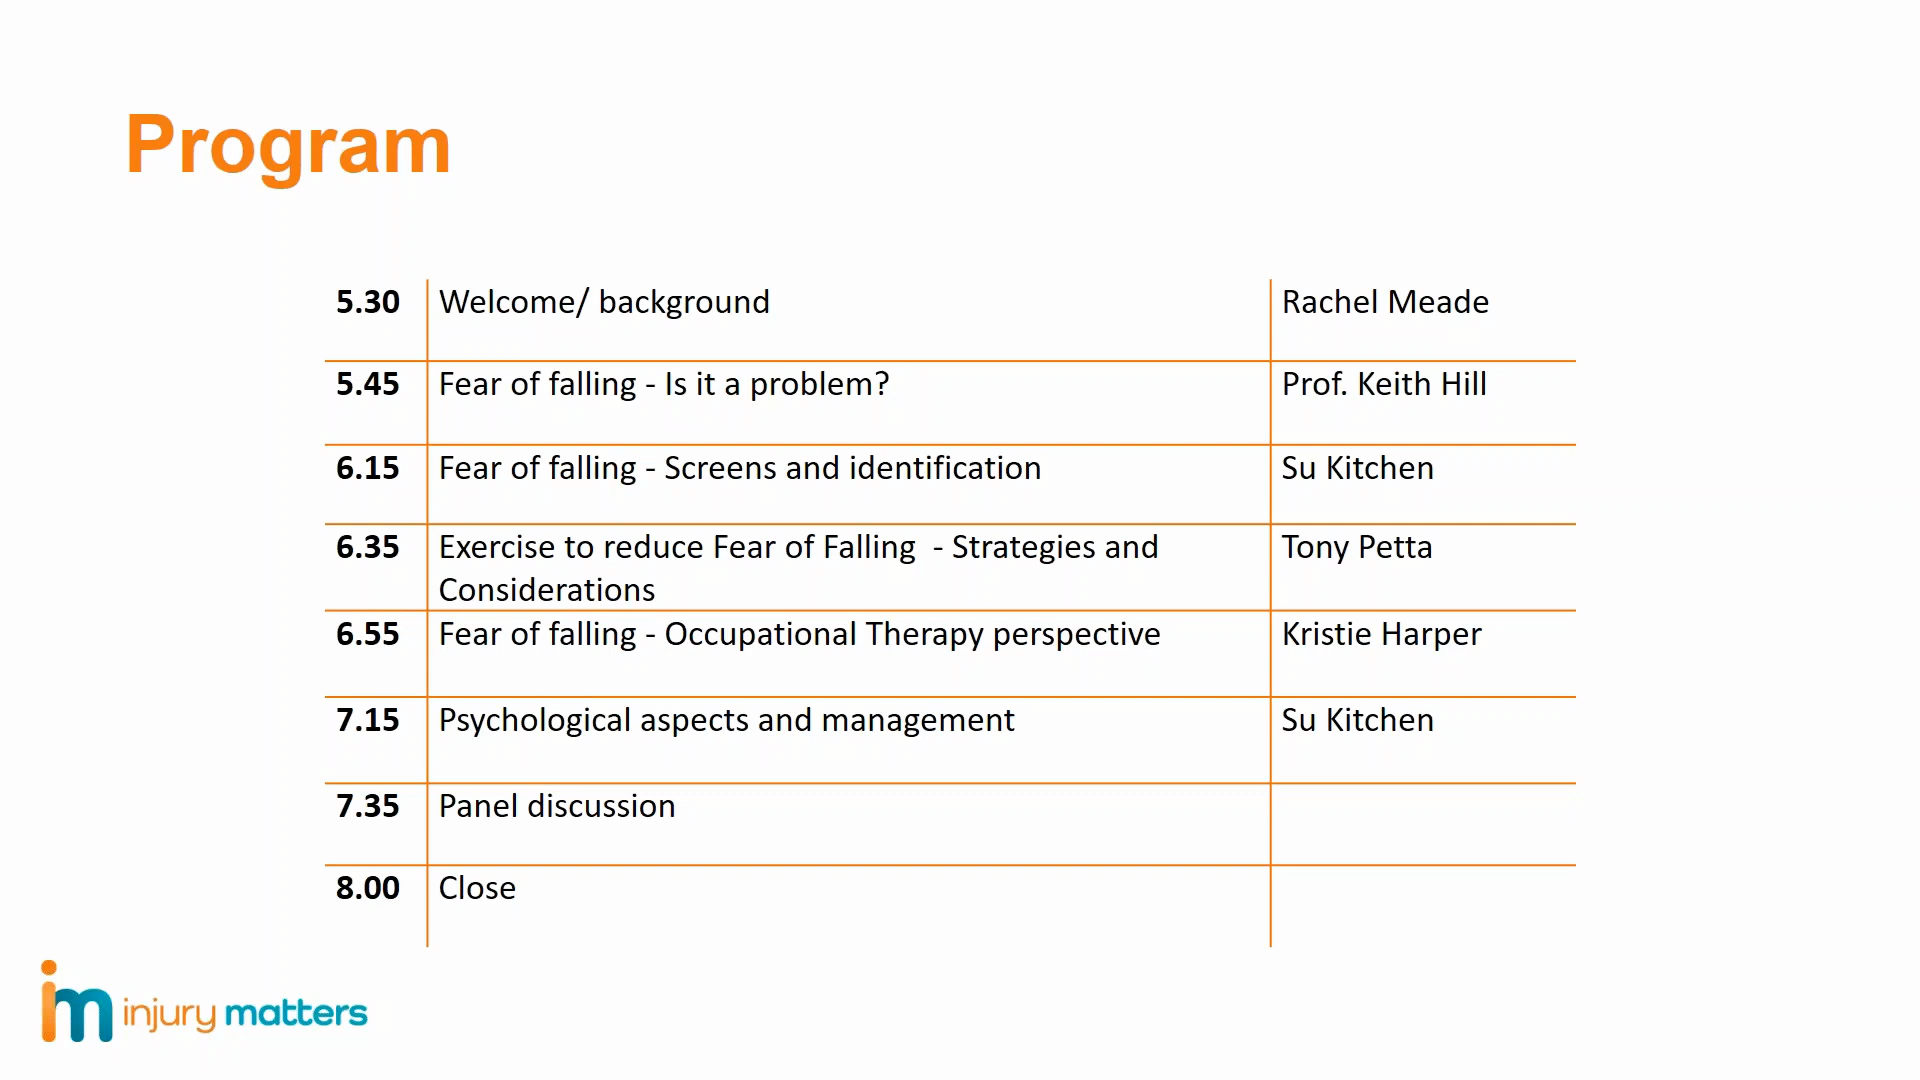 Program
5.30 Welcome/ background Rachel Meade
5.45 Fear of falling - Is it a problem? Prof. Keith Hill
6.15 Fear of falling - Screens and identification Su Kitchen
6.35 Exercise to reduce Fear of Falling  - Strategies and Tony Petta
Considerations
6.55 Fear of falling - Occupational Therapy perspective Kristie Harper
7.15 Psychological aspects and management Su Kitchen
7.35 Panel discussion
8.00 Close
im injury matters